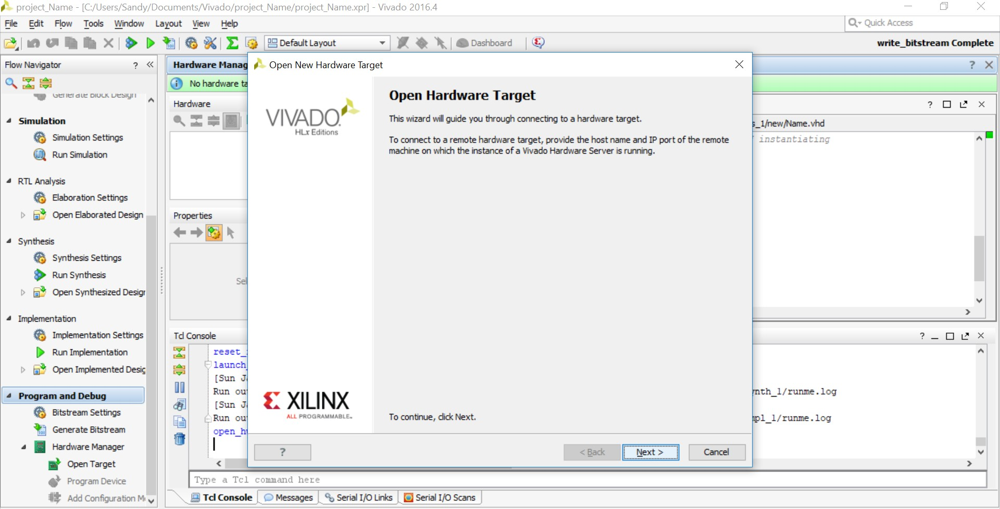 project_Name - [C:/Users/Sandy/Documents/Vivado/project_Name/project_Name.xpr] - Vivado 2016.4
File Edit Flow Tools Window Layout View Help
Quick Access
Default Layout
Dashboard
write_bitstream Complete
Flow Navigator ? «
Generate Block Design
Simulation
Simulation Settings
Run Simulation
RTL Analysis
Elaboration Settings
Open Elaborated Design
Synthesis
Synthesis Settings
Run Synthesis
Open Synthesized Design
Implementation
Implementation Settings
Run Implementation
Open Implemented Desig
Program and Debug
Bitstream Settings
Generate Bitstream
Hardware Manager
Open Target
Program Device
Add Configuration M
Hardware Manag
?
No hardware ta
Hardware
?
Properties
Sel
s_1/new/Name.vhd
instantiating
Open New Hardware Target
VIVADO.
HLx Editions
Open Hardware Target
This wizard will guide you through connecting to a hardware target.
To connect to a remote hardware target, provide the host name and IP port of the remote
machine on which the instance of a Vivado Hardware Server is running.
XILINX
ALL PROGRAMMABLE.
To continue, click Next.
? < Back Next > Cancel
Tcl Console
?
reset_
launch_
[Sun Ja
Run ou
ynth_1/runme.log
[Sun Ja
Run ou
mpl_1/runme.log
open_h
Type a Tcl command here
Tcl Console Messages Serial I/O Links Serial I/O Scans